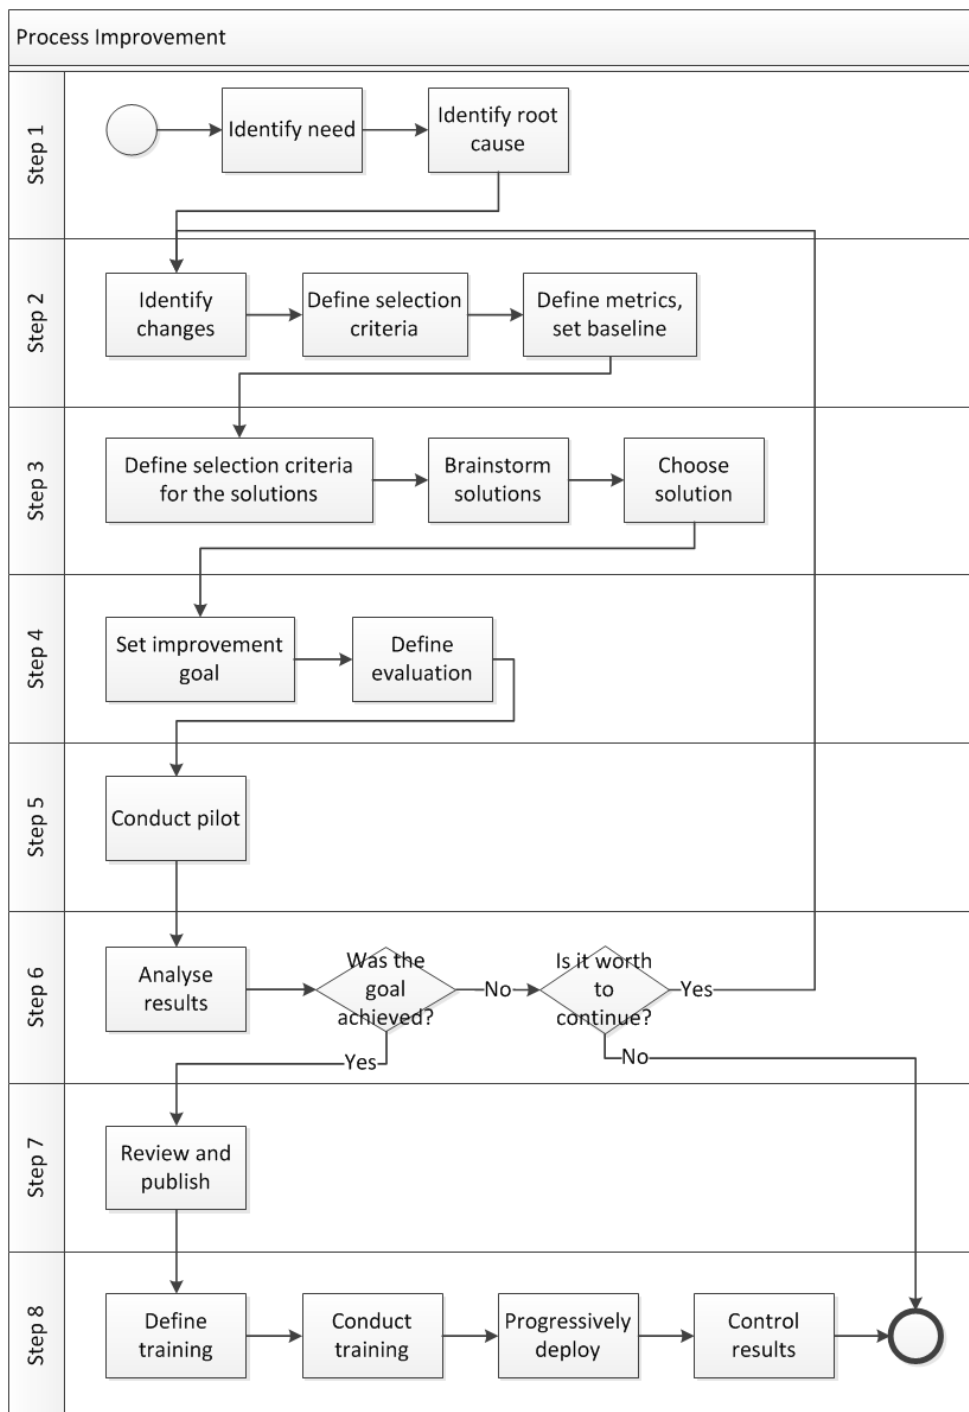 Process Improvement
Step 1
Identify need
Identify root
cause
Step 2
Identify
changes
Define selection
criteria
Define metrics,
set baseline
Step 3
Define selection criteria
for the solutions
Brainstorm
solutions
Choose
solution
Step 4
Set improvement
goal
Define
evaluation
Step 5
Conduct pilot
Step 6
Analyse
results
Was the
goal
achieved?
No
Is it worth
to
continue?
Yes
Yes
No
Step 7
Review and
publish
Step 8
Define
training
Conduct
training
Progressively
deploy
Control
results